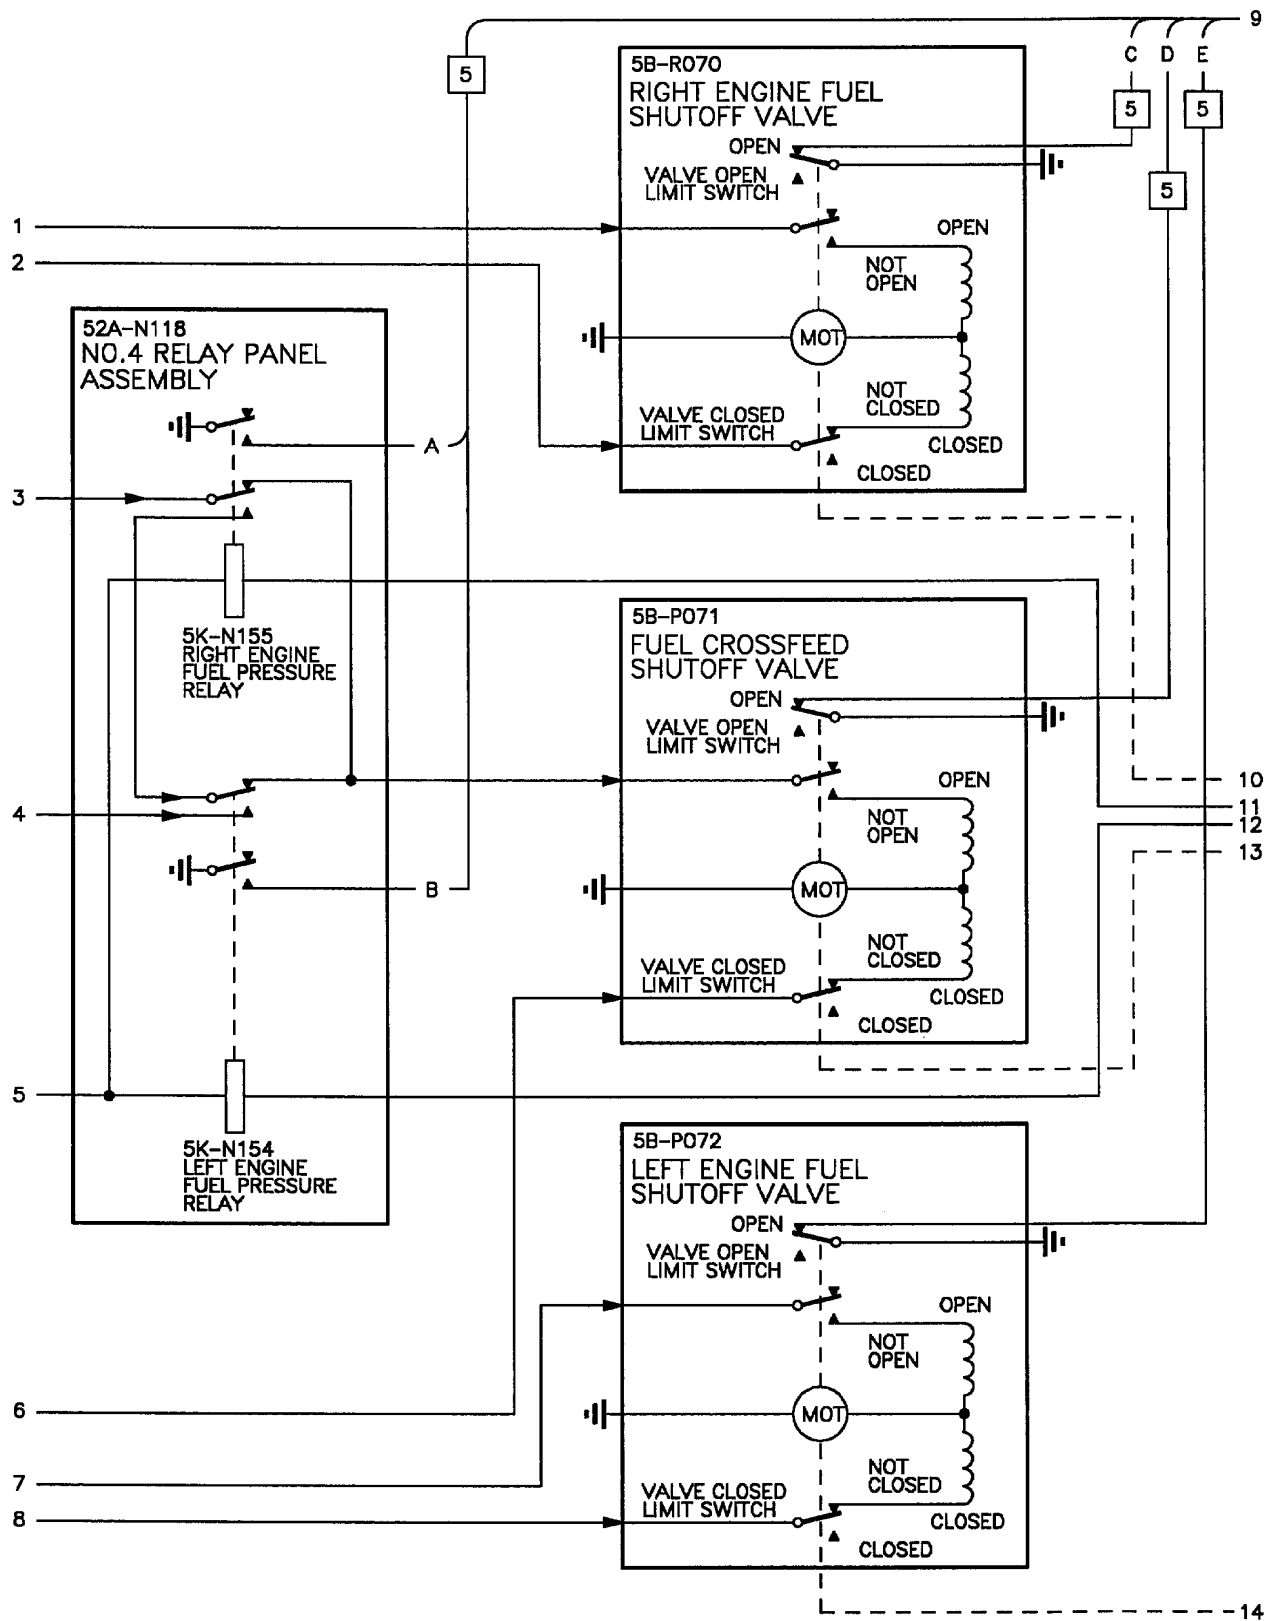 9
C D E
5
5 5
5
5B-R070
RIGHT ENGINE FUEL
SHUTOFF VALVE
OPEN
VALVE OPEN
LIMIT SWITCH
1
OPEN
2
NOT
OPEN
MOT
NOT
CLOSED
VALVE CLOSED
LIMIT SWITCH
CLOSED
CLOSED
52A-N118
NO.4 RELAY PANEL
ASSEMBLY
A
3
5K-N155
RIGHT ENGINE
FUEL PRESSURE
RELAY
4
B
5
5K-N154
LEFT ENGINE
FUEL PRESSURE
RELAY
5B-P071
FUEL CROSSFEED
SHUTOFF VALVE
OPEN
VALVE OPEN
LIMIT SWITCH
OPEN
NOT
OPEN
MOT
NOT
CLOSED
VALVE CLOSED
LIMIT SWITCH
CLOSED
CLOSED
10
11
12
13
5B-P072
LEFT ENGINE FUEL
SHUTOFF VALVE
OPEN
VALVE OPEN
LIMIT SWITCH
OPEN
NOT
OPEN
6
MOT
7
NOT
CLOSED
VALVE CLOSED
LIMIT SWITCH
8
CLOSED
CLOSED
14